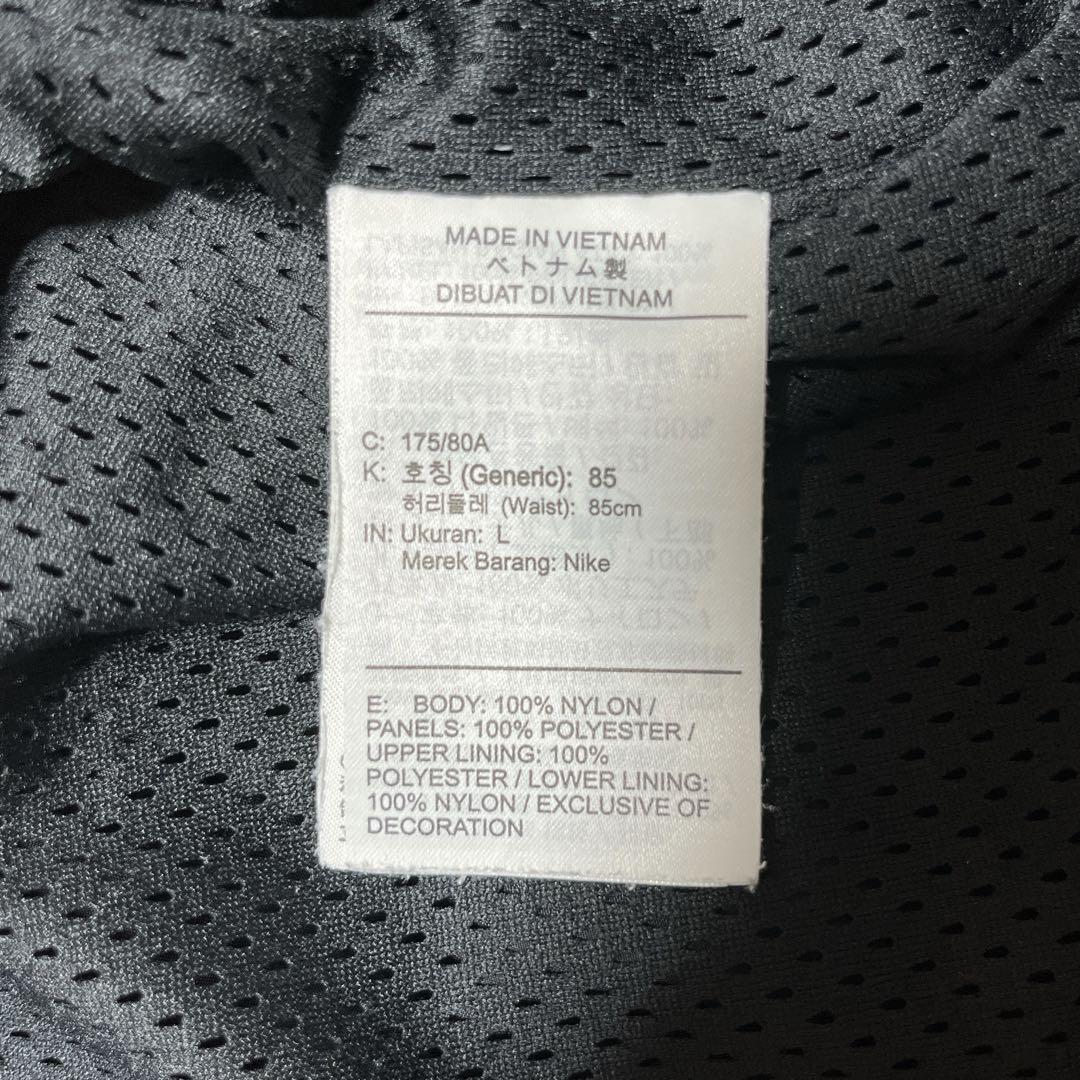 MADE IN VIETNAM
ベトナム製
DIBUAT DI VIETNAM
C: 175/80A
K: 호칭 (Generic): 85
허리둘레 (Waist): 85cm
IN: Ukuran: L
Merek Barang: Nike
E: BODY: 100% NYLON /
PANELS: 100% POLYESTER /
UPPER LINING: 100%
POLYESTER / LOWER LINING:
100% NYLON / EXCLUSIVE OF
DECORATION